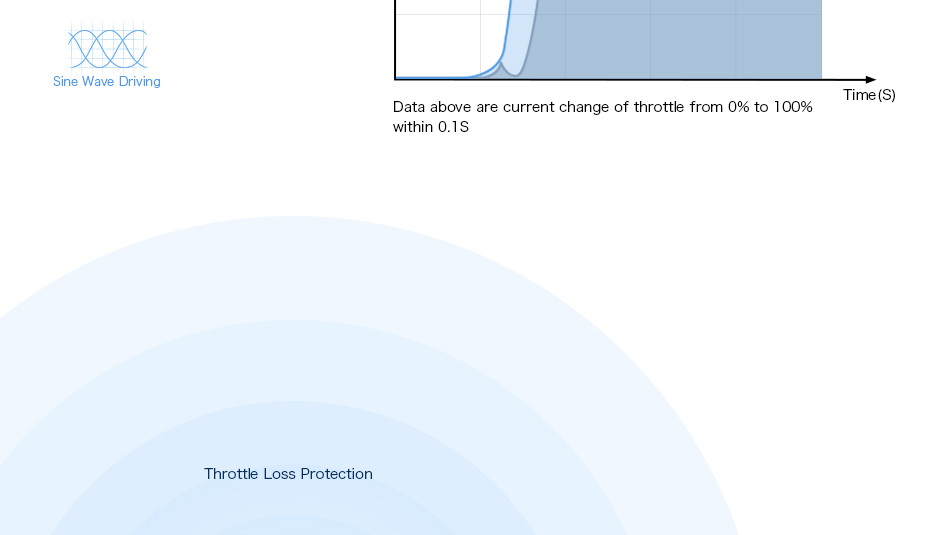 Sine Wave Driving
Time(S)
Data above are current change of throttle from 0% to 100%
within 0.1S
Throttle Loss Protection